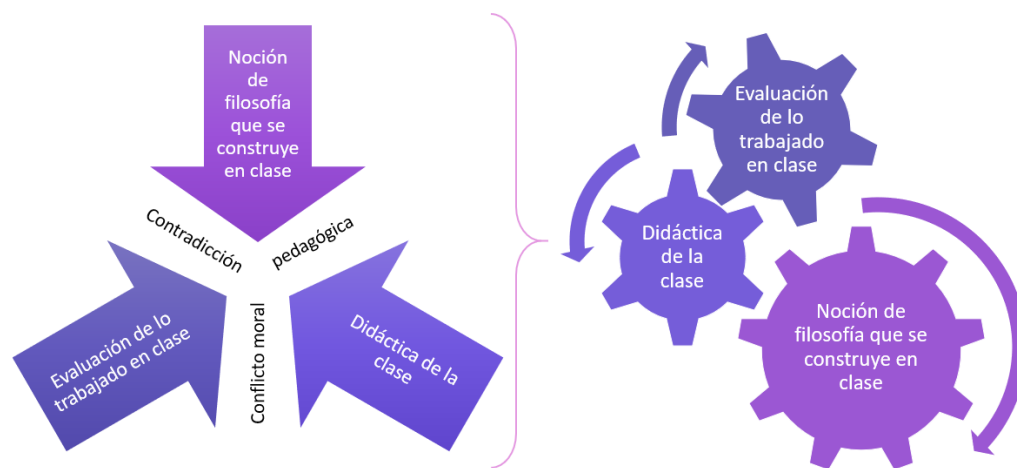 Noción
de
filosofía
que se
construye
en clase
Contradicción
pedagógica
Conflicto moral
Evaluación de lo
trabajado en clase
Didáctica de la
clase
Evaluación
de lo
trabajado en
clase
Didáctica
de la
clase
Noción de
filosofía que se
construye en
clase